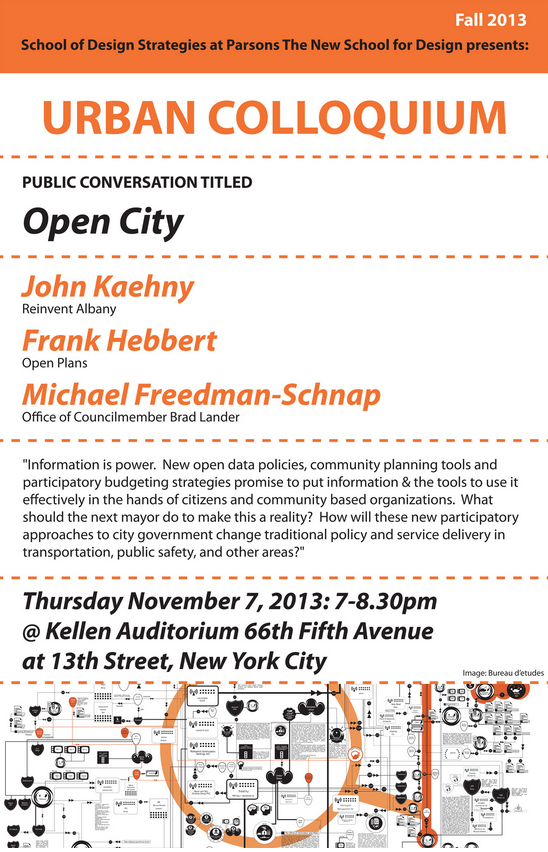 Fall 2013
School of Design Strategies at Parsons The New School for Design presents:
URBAN COLLOQUIUM
PUBLIC CONVERSATION TITLED
Open City
John Kaehny
Reinvent Albany
Frank Hebbert
Open Plans
Michael Freedman-Schnap
Office of Councilmember Brad Lander
"Information is power.  New open data policies, community planning tools and
participatory budgeting strategies promise to put information & the tools to use it
effectively in the hands of citizens and community based organizations.  What
should the next mayor do to make this a reality?  How will these new participatory
approaches to city government change traditional policy and service delivery in
transportation, public safety, and other areas?"
Thursday November 7, 2013: 7-8.30pm
@ Kellen Auditorium 66th Fifth Avenue
at 13th Street, New York City
Image: Bureau d'etudes